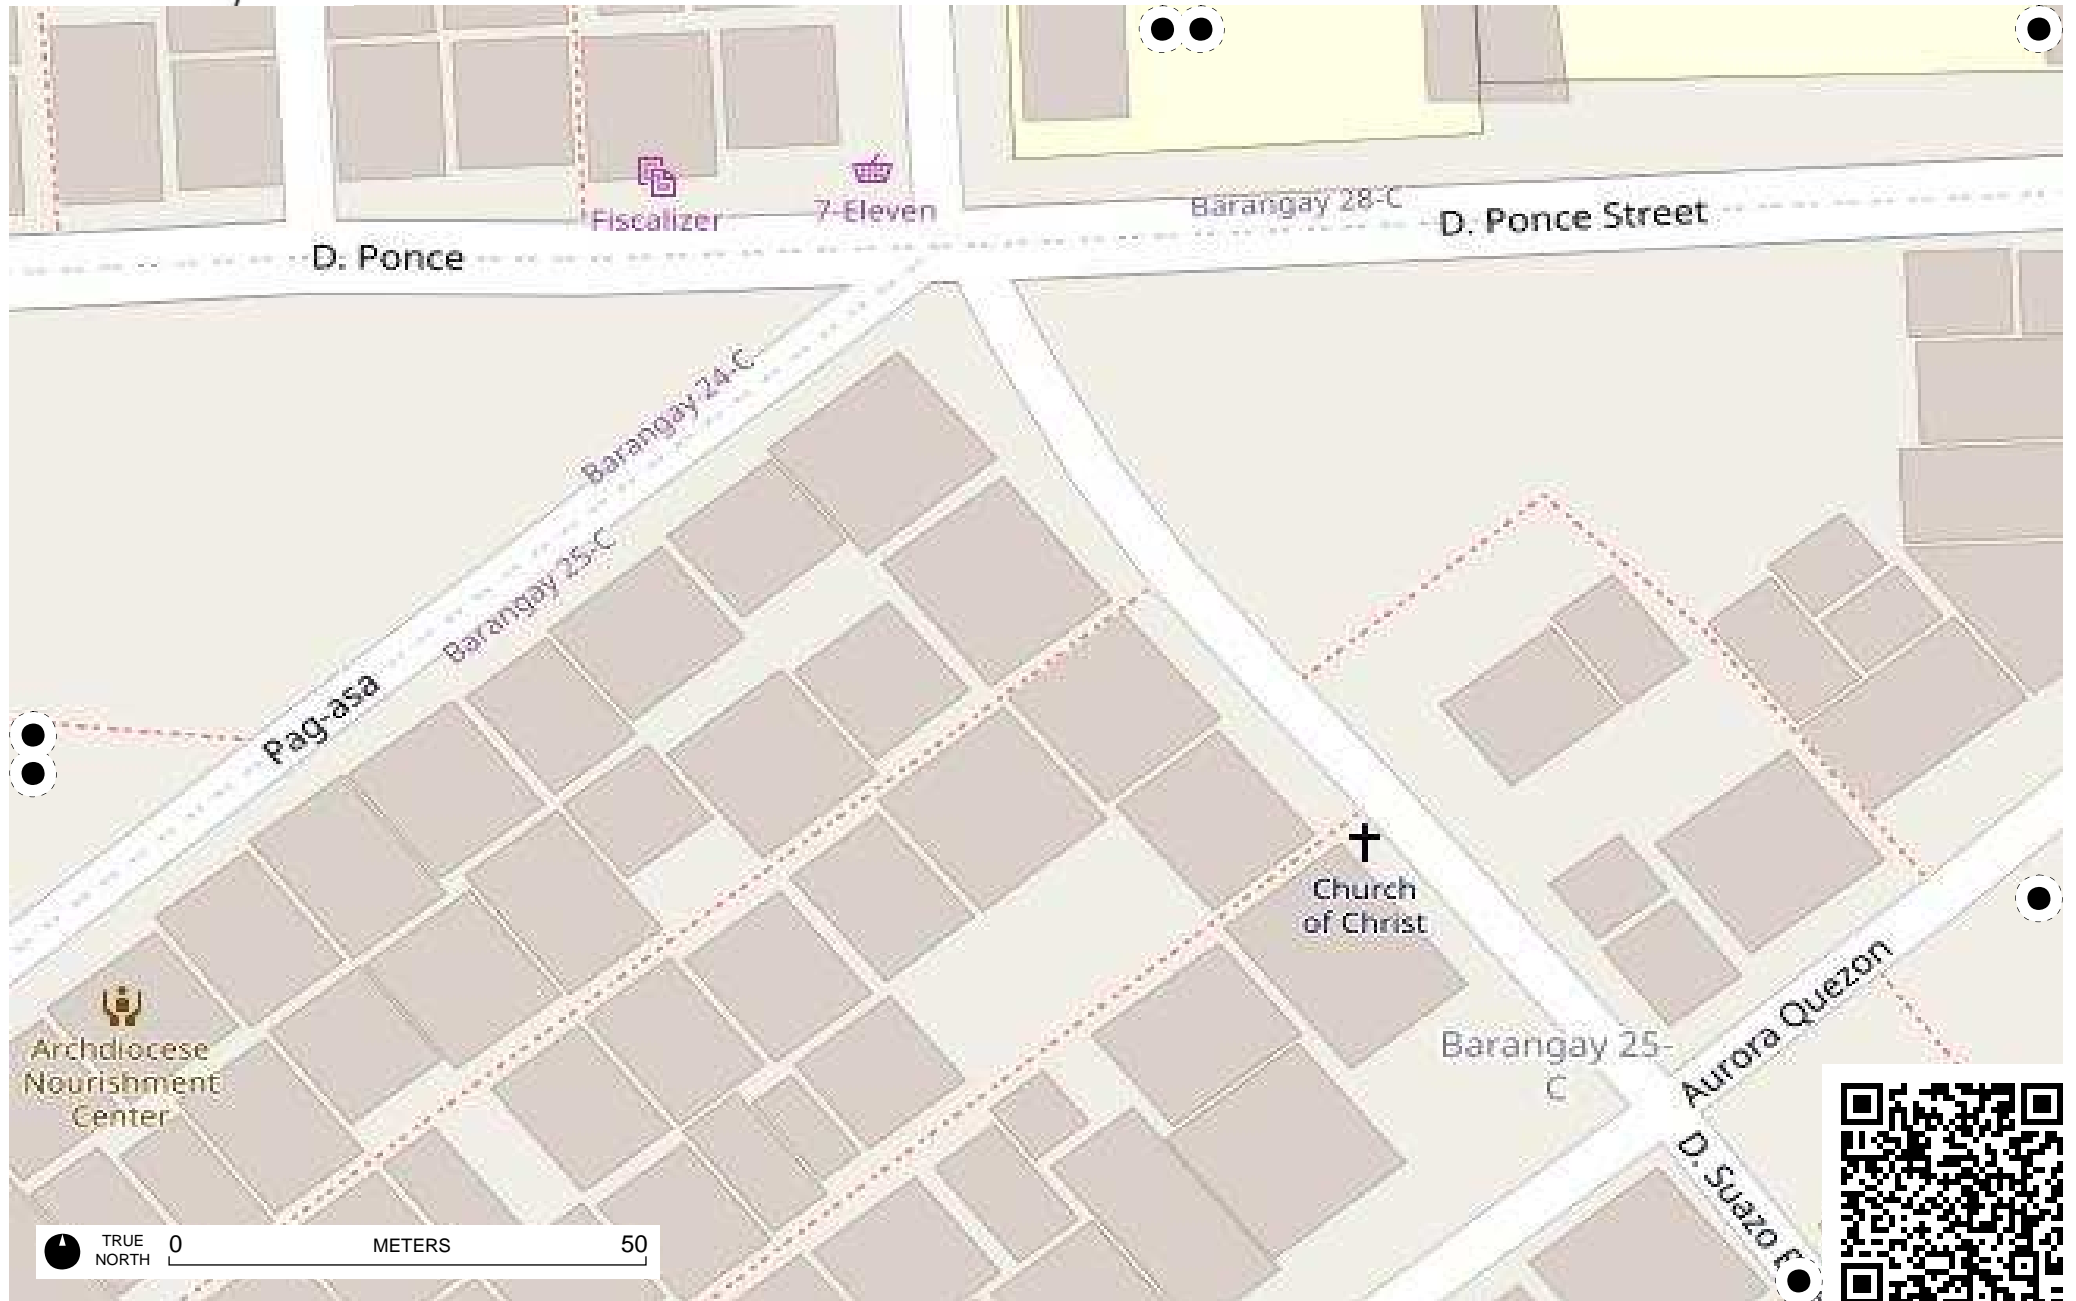 Fiscalizer
7-Eleven
Barangay 28-C
D. Ponce Street
D. Ponce
Barangay 24-C
Barangay 25-C
Pag-asa
Church
of Christ
Aurora Quezon
Archdiocese
Nourishment
Center
Barangay 25-
C
D. Suazo
TRUE
NORTH
0
METERS
50